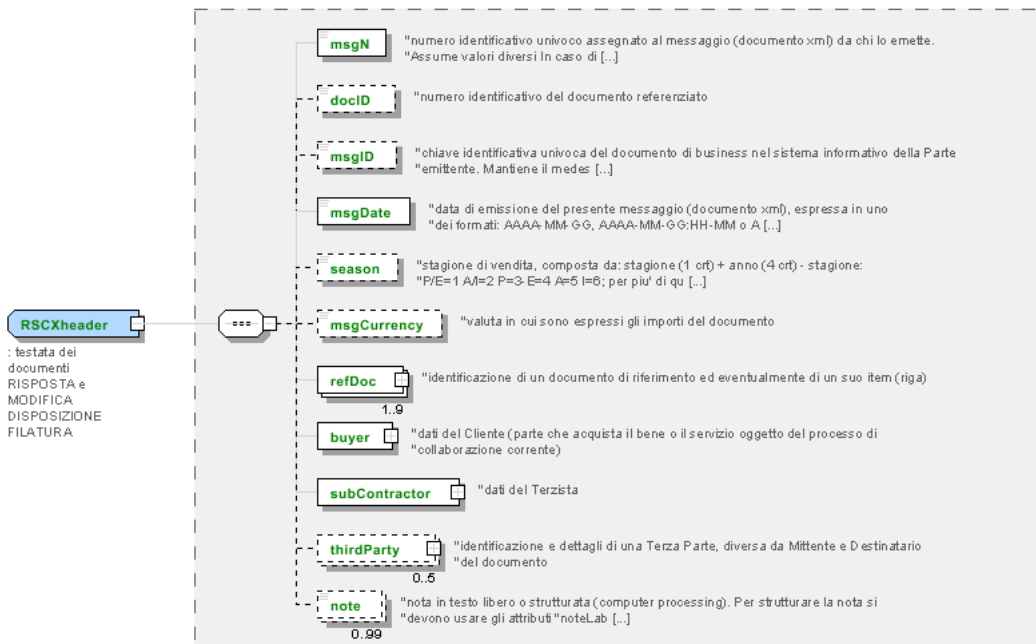 msgN
"numero identificativo univoco assegnato al messaggio (documento xml) da chi lo emette.
"Assume valori diversi In caso di [...]
docID
"numero identificativo del documento referenziato
msgID
"chiave identificativa univoca del documento di business nel sistema informativo della Parte
"emittente. Mantiene il medes [...]
msgDate
"data di emissione del presente messaggio (documento xml), espressa in uno
"dei formati: AAAA-MM-GG, AAAA-MM-GG:HH-MM o A [...]
season
"stagione di vendita, composta da: stagione (1 crt) + anno (4 crt) - stagione:
"P/E=1 A/I=2 P=3- E=4 A=5 I=6; per piu' di qu [...]
RSCXheader
: testata dei
documenti
RISPOSTA e
MODIFICA
DISPOSIZIONE
FILATURA
msgCurrency
"valuta in cui sono espressi gli importi del documento
refDoc
"identificazione di un documento di riferimento ed eventualmente di un suo item (riga)
1..9
buyer
"dati del Cliente (parte che acquista il bene o il servizio oggetto del processo di
"collaborazione corrente)
subContractor
"dati del Terzista
thirdParty
"identificazione e dettagli di una Terza Parte, diversa da Mittente e Destinatario
"del documento
0..5
note
"nota in testo libero o strutturata (computer processing). Per strutturare la nota si
"devono usare gli attributi "noteLab [...]
0..99